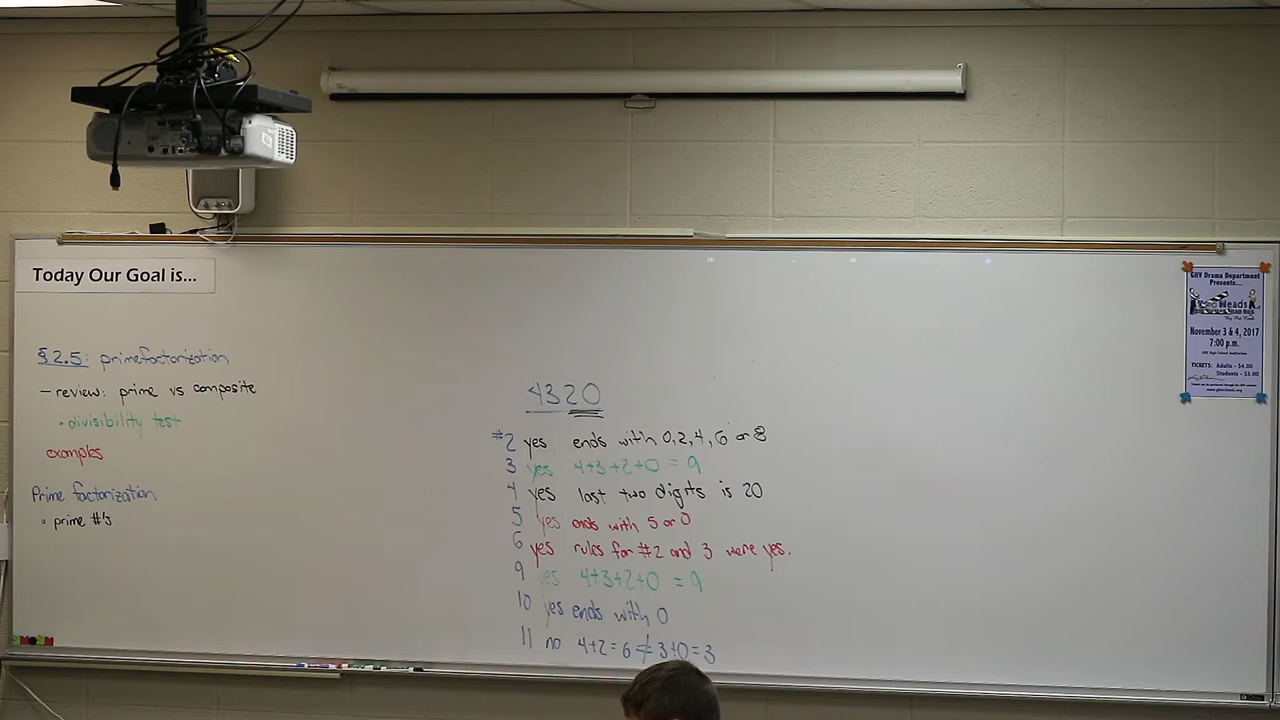 Today Our Goal is...
§2.5: prime factorization
- review: prime vs composite
• divisibility test
examples
Prime factorization
• prime #'s
4320
#2 yes ends with 0,2,4,6 or 8
3 yes 4+3+2+0 = 9
4 yes last two digits is 20
5 yes ends with 5 or 0
6 yes rules for #2 and 3 were yes.
9 yes 4+3+2+0 = 9
10 yes ends with 0
11 no 4+2=6 ≠ 3+0=3
GHV Drama Department
Presents...
November 3 & 4, 2017
7:00 p.m.
GHV High School Auditorium
TICKETS: Adults - $4.00
Students - $3.00